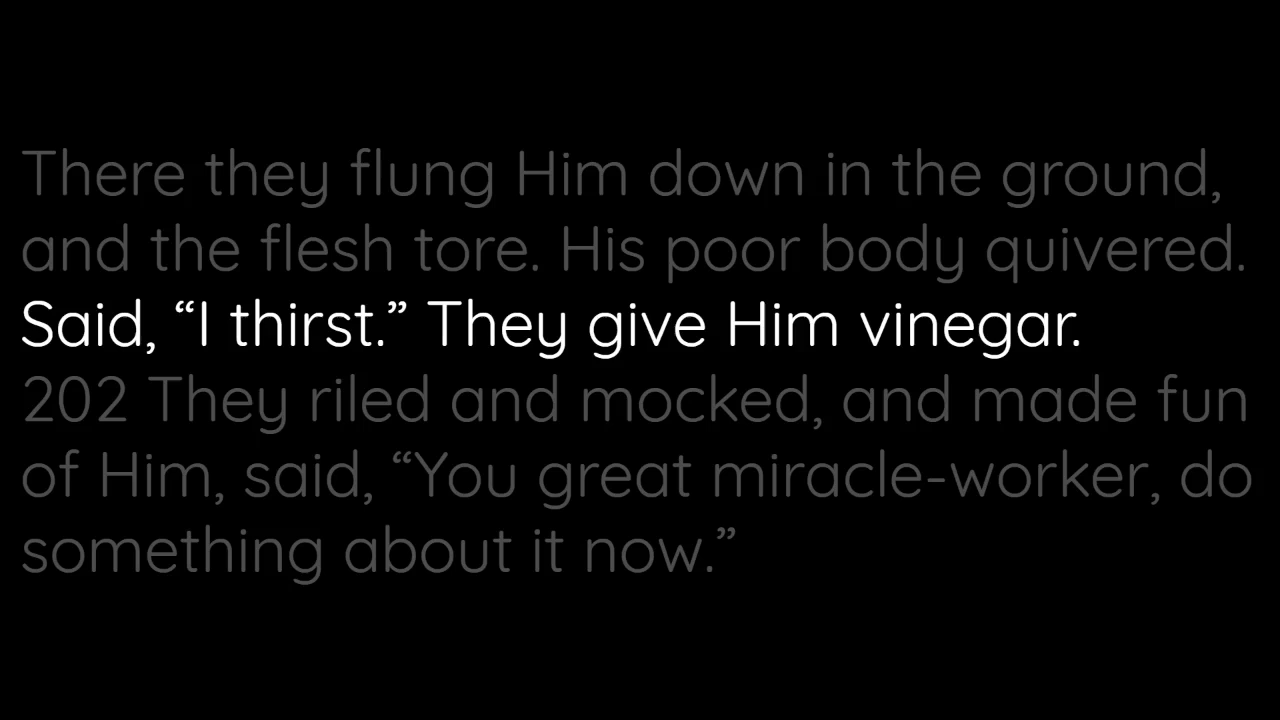 There they flung Him down in the ground,
and the flesh tore. His poor body quivered.
Said, “I thirst.” They give Him vinegar.
202 They riled and mocked, and made fun
of Him, said, “You great miracle-worker, do
something about it now.”